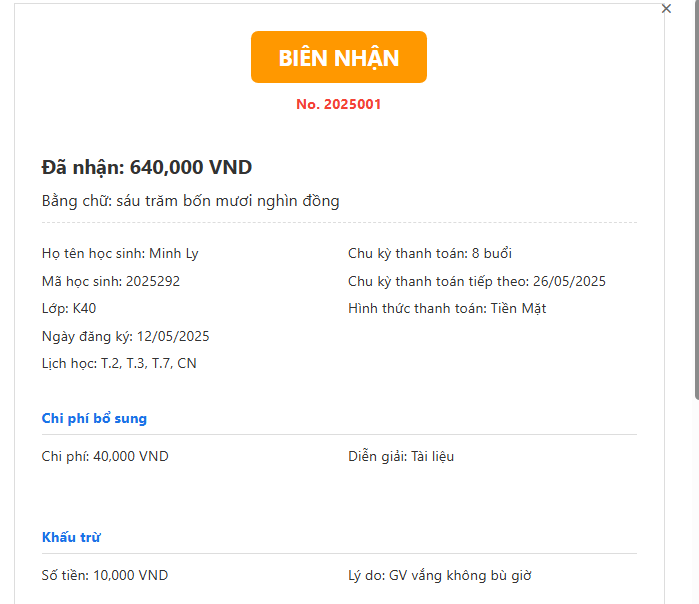 ×
BIÊN NHẬN
No. 2025001
Đã nhận: 640,000 VND
Bằng chữ: sáu trăm bốn mươi nghìn đồng
Họ tên học sinh: Minh Ly
Mã học sinh: 2025292
Lớp: K40
Ngày đăng ký: 12/05/2025
Lịch học: T.2, T.3, T.7, CN
Chu kỳ thanh toán: 8 buổi
Chu kỳ thanh toán tiếp theo: 26/05/2025
Hình thức thanh toán: Tiền Mặt
Chi phí bổ sung
Chi phí: 40,000 VND
Diễn giải: Tài liệu
Khấu trừ
Số tiền: 10,000 VND
Lý do: GV vắng không bù giờ